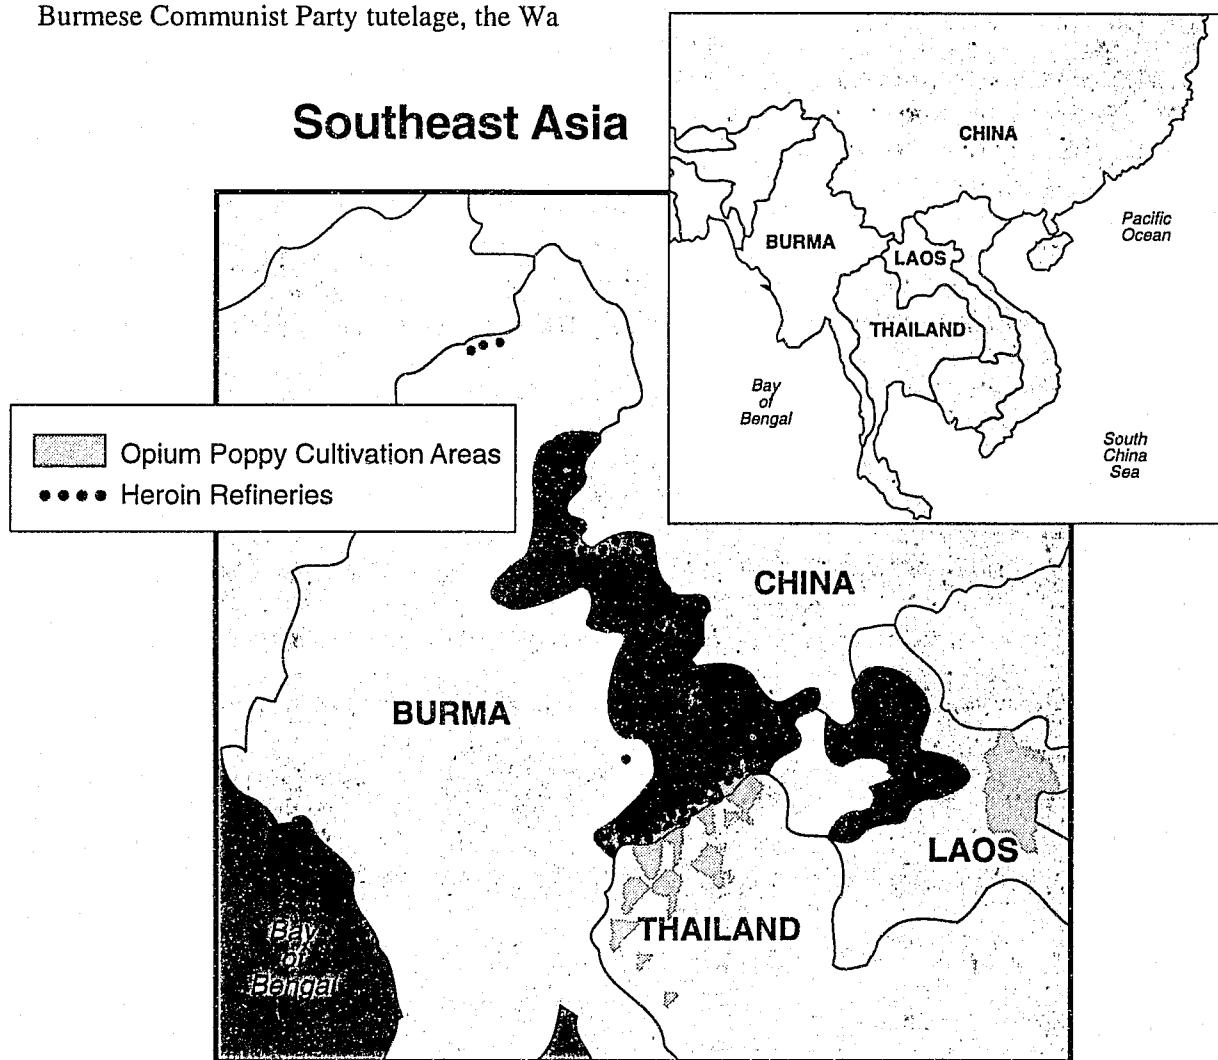 Burmese Communist Party tutelage, the Wa
Southeast Asia
CHINA
Pacific
Ocean
BURMA
LAOS
THAILAND
Bay
of
Bengal
South
China
Sea
Opium Poppy Cultivation Areas
Heroin Refineries
CHINA
BURMA
LAOS
THAILAND
Bay
of
Bengal